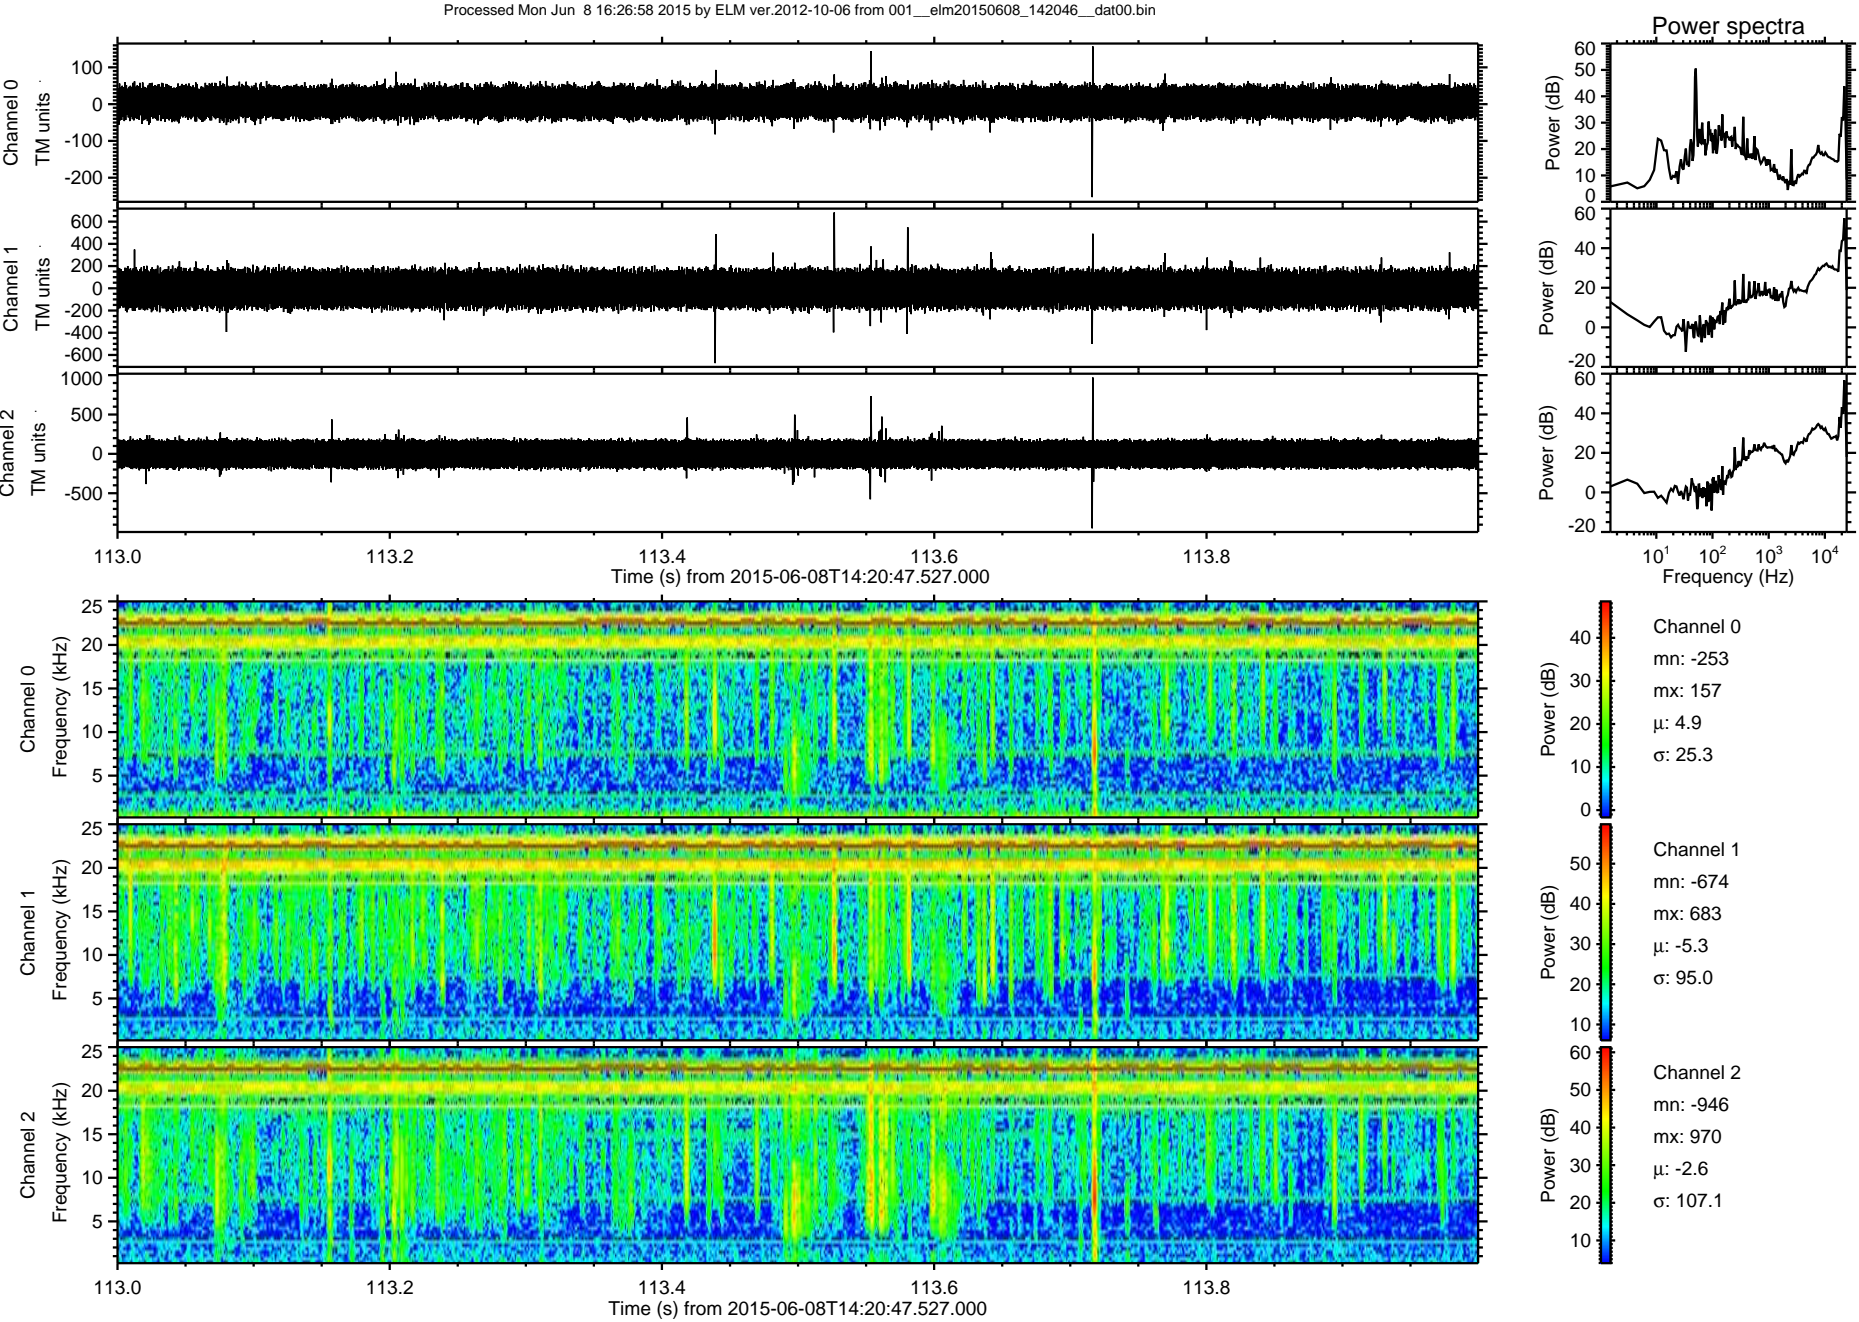 Processed Mon Jun  8 16:26:58 2015 by ELM ver.2012-10-06 from 001__elm20150608_142046__dat00.bin
Power spectra
Channel 0
TM units
100
0
-100
-200
Power (dB)
60
50
40
30
20
10
0
Channel 1
TM units
600
400
200
0
-200
-400
-600
Power (dB)
60
40
20
0
-20
Channel 2
TM units
1000
500
0
-500
Power (dB)
60
40
20
0
-20
113.0 113.2 113.4 113.6 113.8
Time (s) from 2015-06-08T14:20:47.527.000
10¹ 10² 10³ 10⁴
Frequency (Hz)
Channel 0
Frequency (kHz)
25
20
15
10
5
Power (dB)
40
30
20
10
0
Channel 0
mn: -253
mx: 157
μ: 4.9
σ: 25.3
Channel 1
Frequency (kHz)
25
20
15
10
5
Power (dB)
50
40
30
20
10
Channel 1
mn: -674
mx: 683
μ: -5.3
σ: 95.0
Channel 2
Frequency (kHz)
25
20
15
10
5
Power (dB)
60
50
40
30
20
10
Channel 2
mn: -946
mx: 970
μ: -2.6
σ: 107.1
113.0 113.2 113.4 113.6 113.8
Time (s) from 2015-06-08T14:20:47.527.000